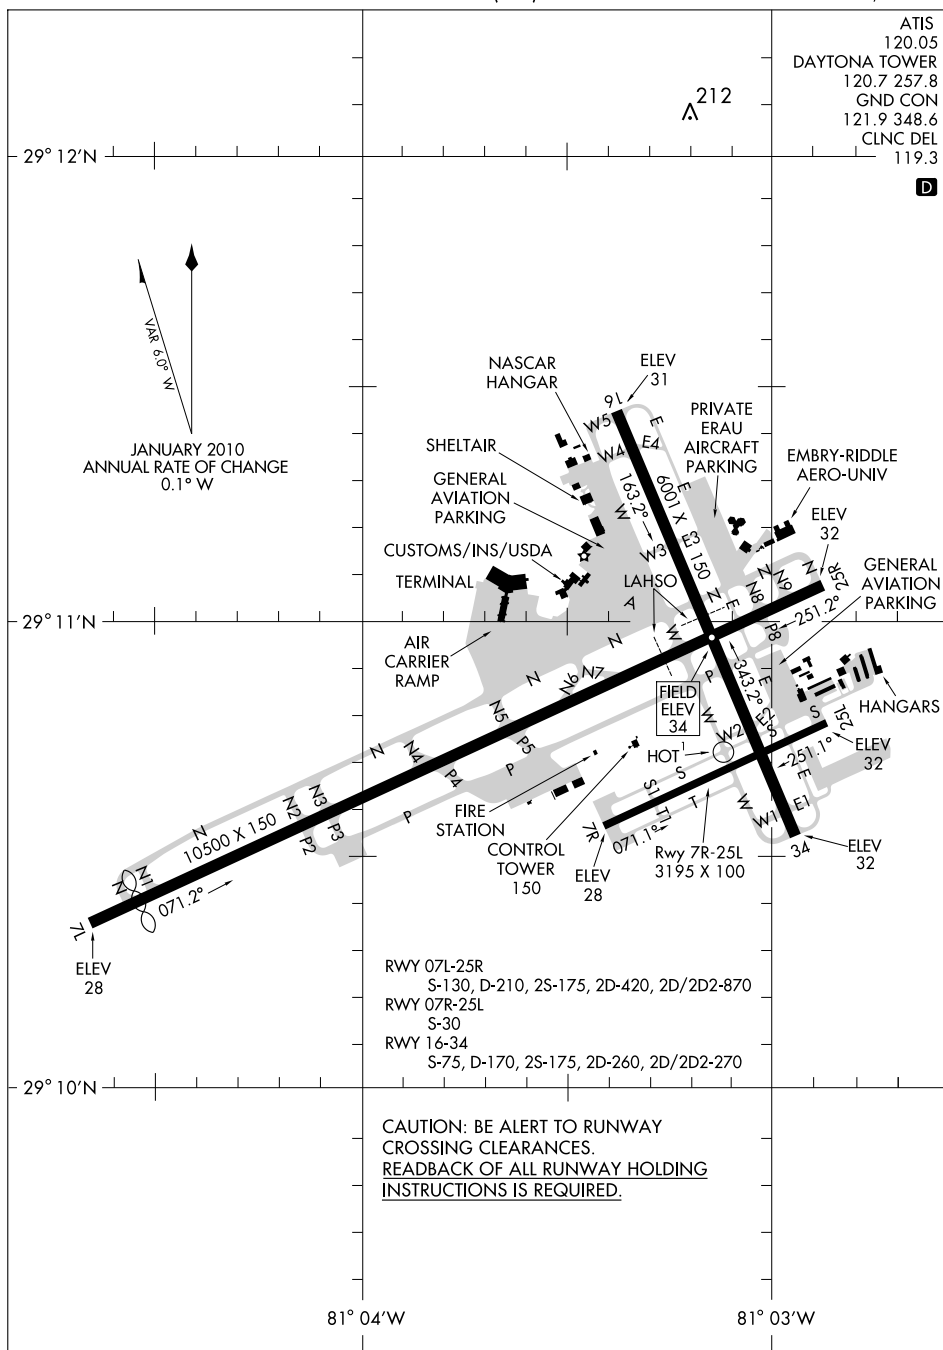 ATIS
120.05
DAYTONA TOWER
120.7 257.8
GND CON
121.9 348.6
CLNC DEL
119.3
D
212
29° 12'N
VAR 6.0° W
JANUARY 2010
ANNUAL RATE OF CHANGE
0.1° W
NASCAR
HANGAR
ELEV
31
16
W5
E
W4
E4
PRIVATE
ERAU
AIRCRAFT
PARKING
SHELTAIR
GENERAL
AVIATION
PARKING
EMBRY-RIDDLE
AERO-UNIV
163.2°
6001 X 150
E
W
W3
E3
ELEV
32
CUSTOMS/INS/USDA
TERMINAL
LAHSO
A
GENERAL
AVIATION
PARKING
N
E
N8
N
N9
N
25R
251.2°
P8
29° 11'N
AIR
CARRIER
RAMP
W
N
N7
N6
N
P
343.2°
E
FIELD
ELEV
34
HANGARS
N5
P5
W
W2
E2
S
S
25L
ELEV
32
251.1°
HOT 1
N
N4
P4
P
S
S1
T
T1
E
FIRE
STATION
CONTROL
TOWER
150
7R
071.1°
ELEV
28
Rwy 7R-25L
3195 X 100
W
W1
E1
34
ELEV
32
N
N2
N3
P3
P2
P
10500 X 150
N
N1
071.2°
7L
ELEV
28
RWY 07L-25R
S-130, D-210, 2S-175, 2D-420, 2D/2D2-870
RWY 07R-25L
S-30
RWY 16-34
S-75, D-170, 2S-175, 2D-260, 2D/2D2-270
29° 10'N
CAUTION: BE ALERT TO RUNWAY
CROSSING CLEARANCES.
READBACK OF ALL RUNWAY HOLDING
INSTRUCTIONS IS REQUIRED.
81° 04'W
81° 03'W